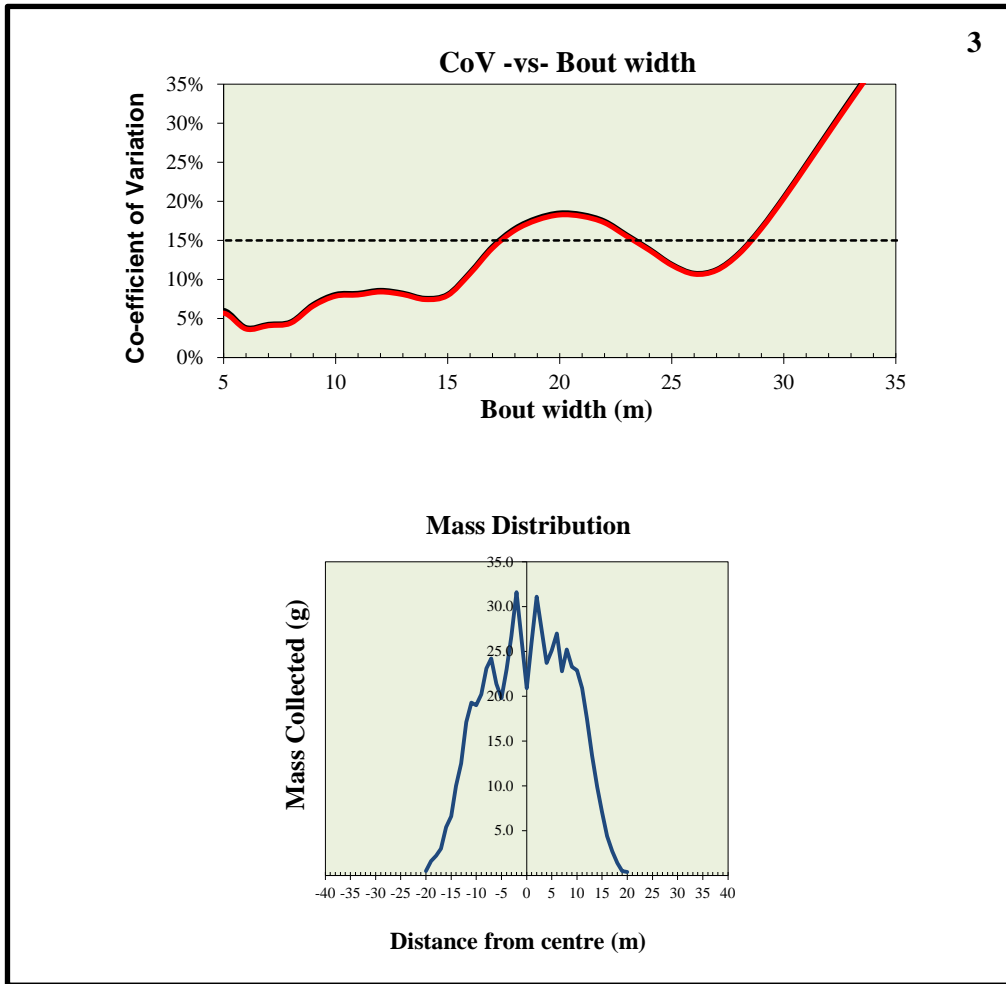 3
CoV -vs- Bout width
Co-efficient of Variation
35%
30%
25%
20%
15%
10%
5%
0%
5 10 15 20 25 30 35
Bout width (m)
Mass Distribution
Mass Collected (g)
35.0
30.0
25.0
20.0
15.0
10.0
5.0
-40 -35 -30 -25 -20 -15 -10 -5 0 5 10 15 20 25 30 35 40
Distance from centre (m)